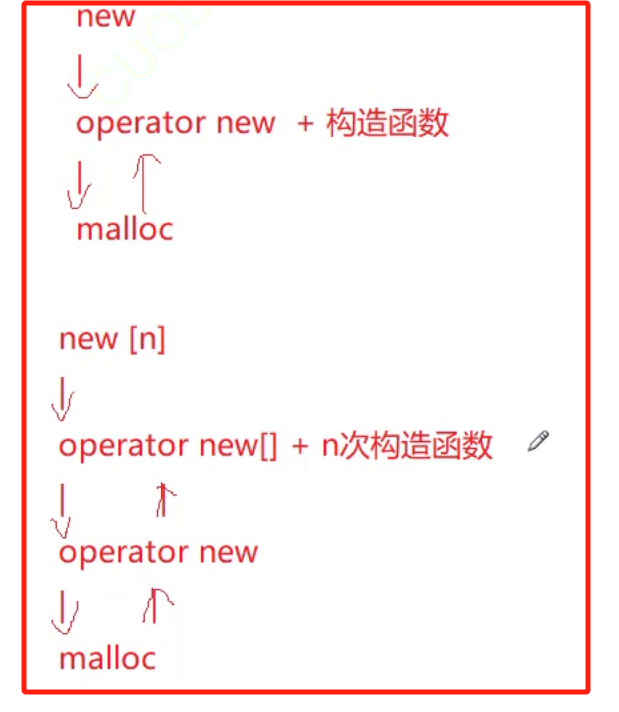 new
operator new + 构造函数
malloc
new [n]
operator new[] + n次构造函数
operator new
malloc